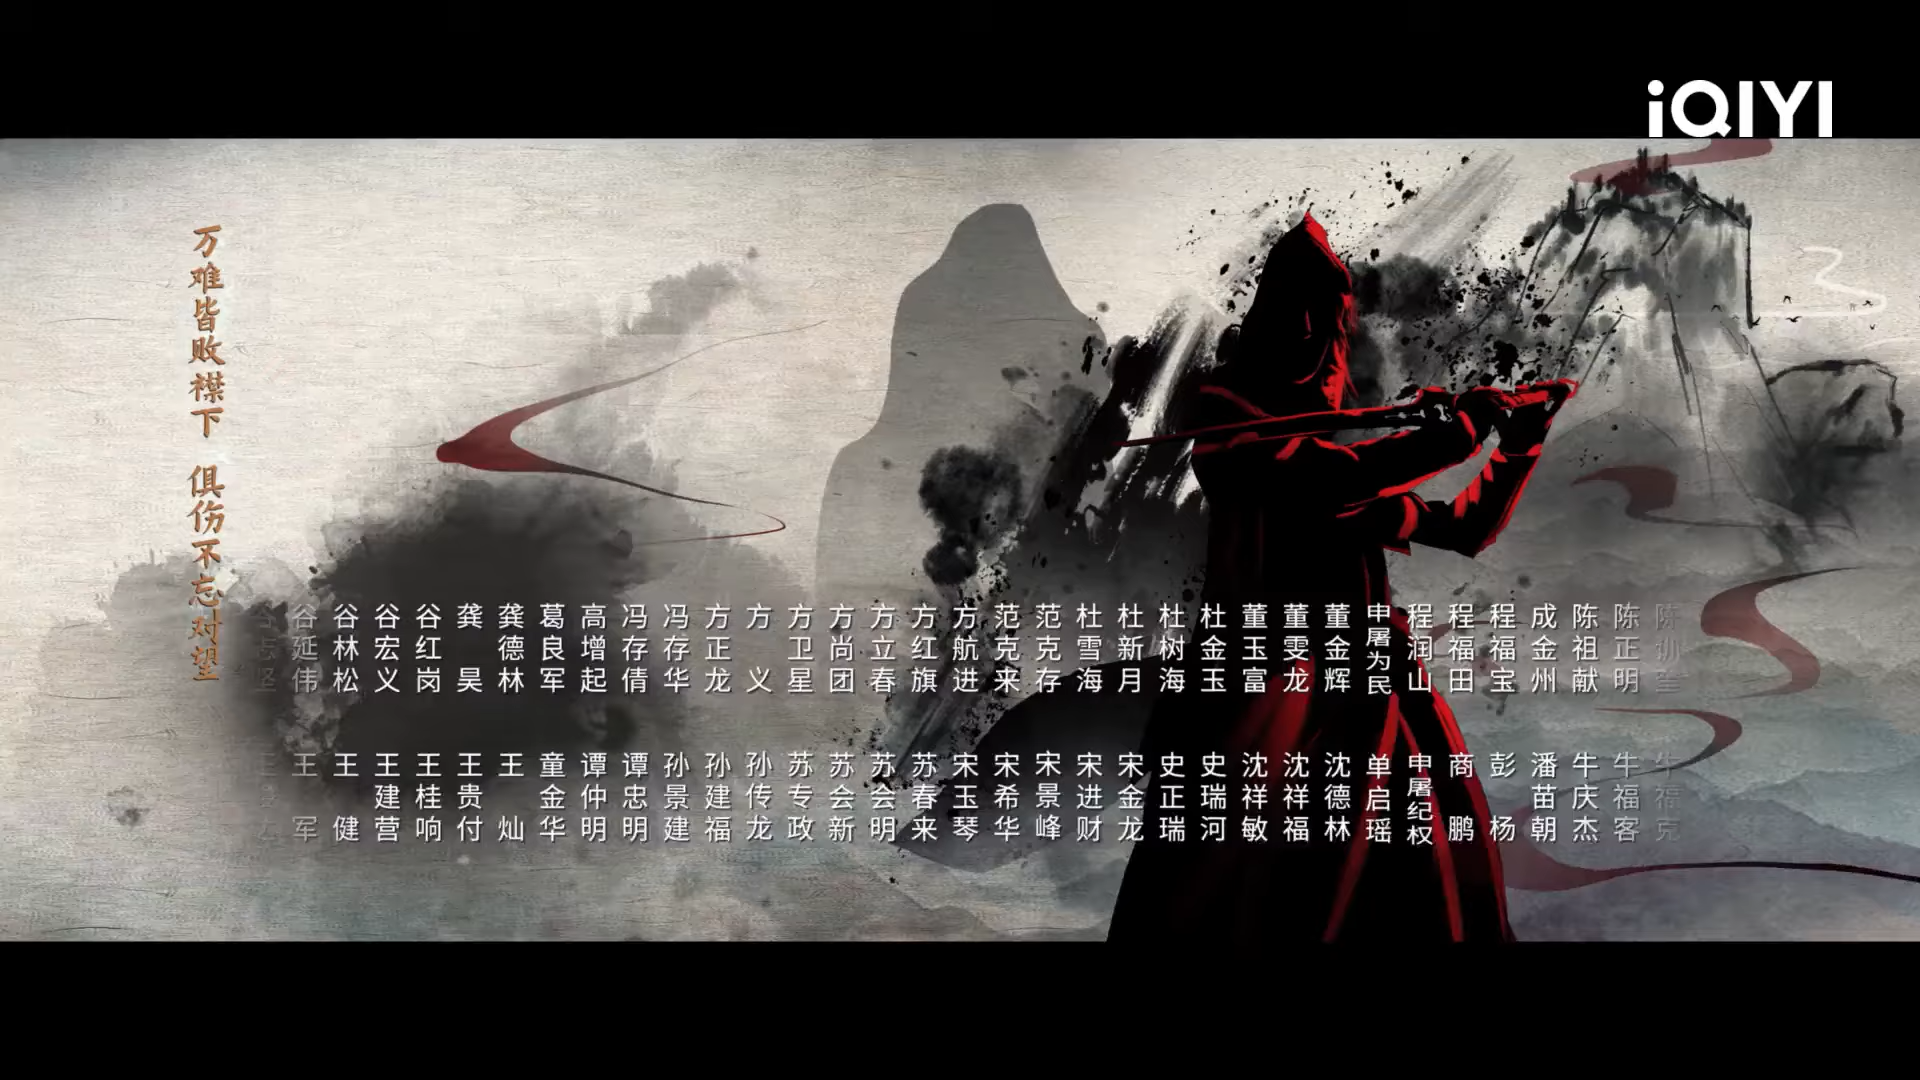 iQIYI
陈正明
陈祖献
成金州
程福宝
程福田
程润山
申屠为民
董金辉
董雯龙
董玉富
杜金玉
杜树海
杜新月
杜雪海
范克存
范克来
方航进
方红旗
方立春
方尚团
方卫星
方义
方正龙
冯存华
冯存倩
高增起
葛良军
龚德林
龚昊
谷红岗
谷宏义
谷林松
谷延伟
牛福克
牛福客
牛庆杰
潘苗朝
彭杨
商鹏
申屠纪权
单启瑶
沈德林
沈祥福
沈祥敏
史瑞河
史正瑞
宋金龙
宋进财
宋景峰
宋希华
宋玉琴
苏春来
苏会明
苏会新
苏专政
孙传龙
孙建福
孙景建
谭忠明
谭仲明
童金华
王灿
王贵付
王桂响
王建营
王健
王军
万难皆败襟下 俱伤不忘对望